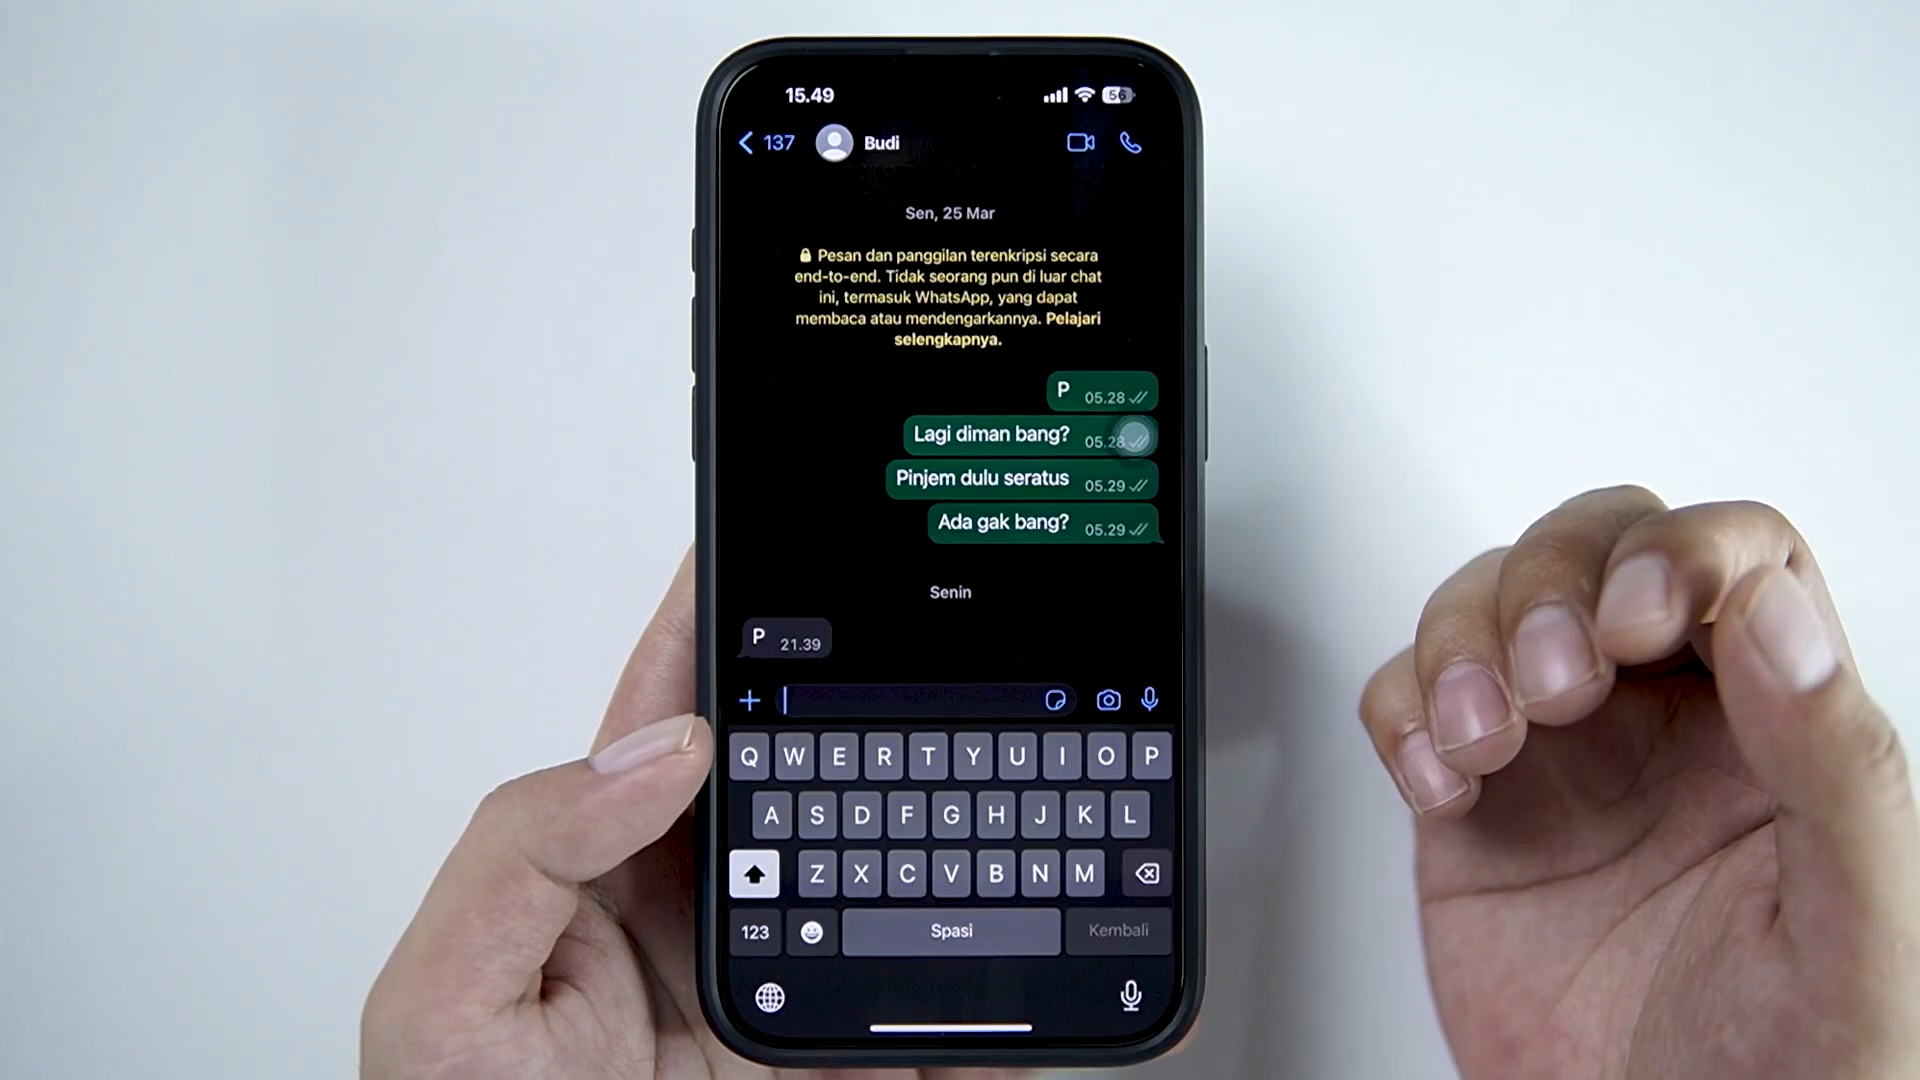 15.49
56
137
Budi
Sen, 25 Mar
Pesan dan panggilan terenkripsi secara
end-to-end. Tidak seorang pun di luar chat
ini, termasuk WhatsApp, yang dapat
membaca atau mendengarkannya. Pelajari
selengkapnya.
P 05.28
Lagi diman bang? 05.28
Pinjem dulu seratus 05.29
Ada gak bang? 05.29
Senin
P 21.39
Q W E R T Y U I O P
A S D F G H J K L
Z X C V B N M
123 Spasi Kembali